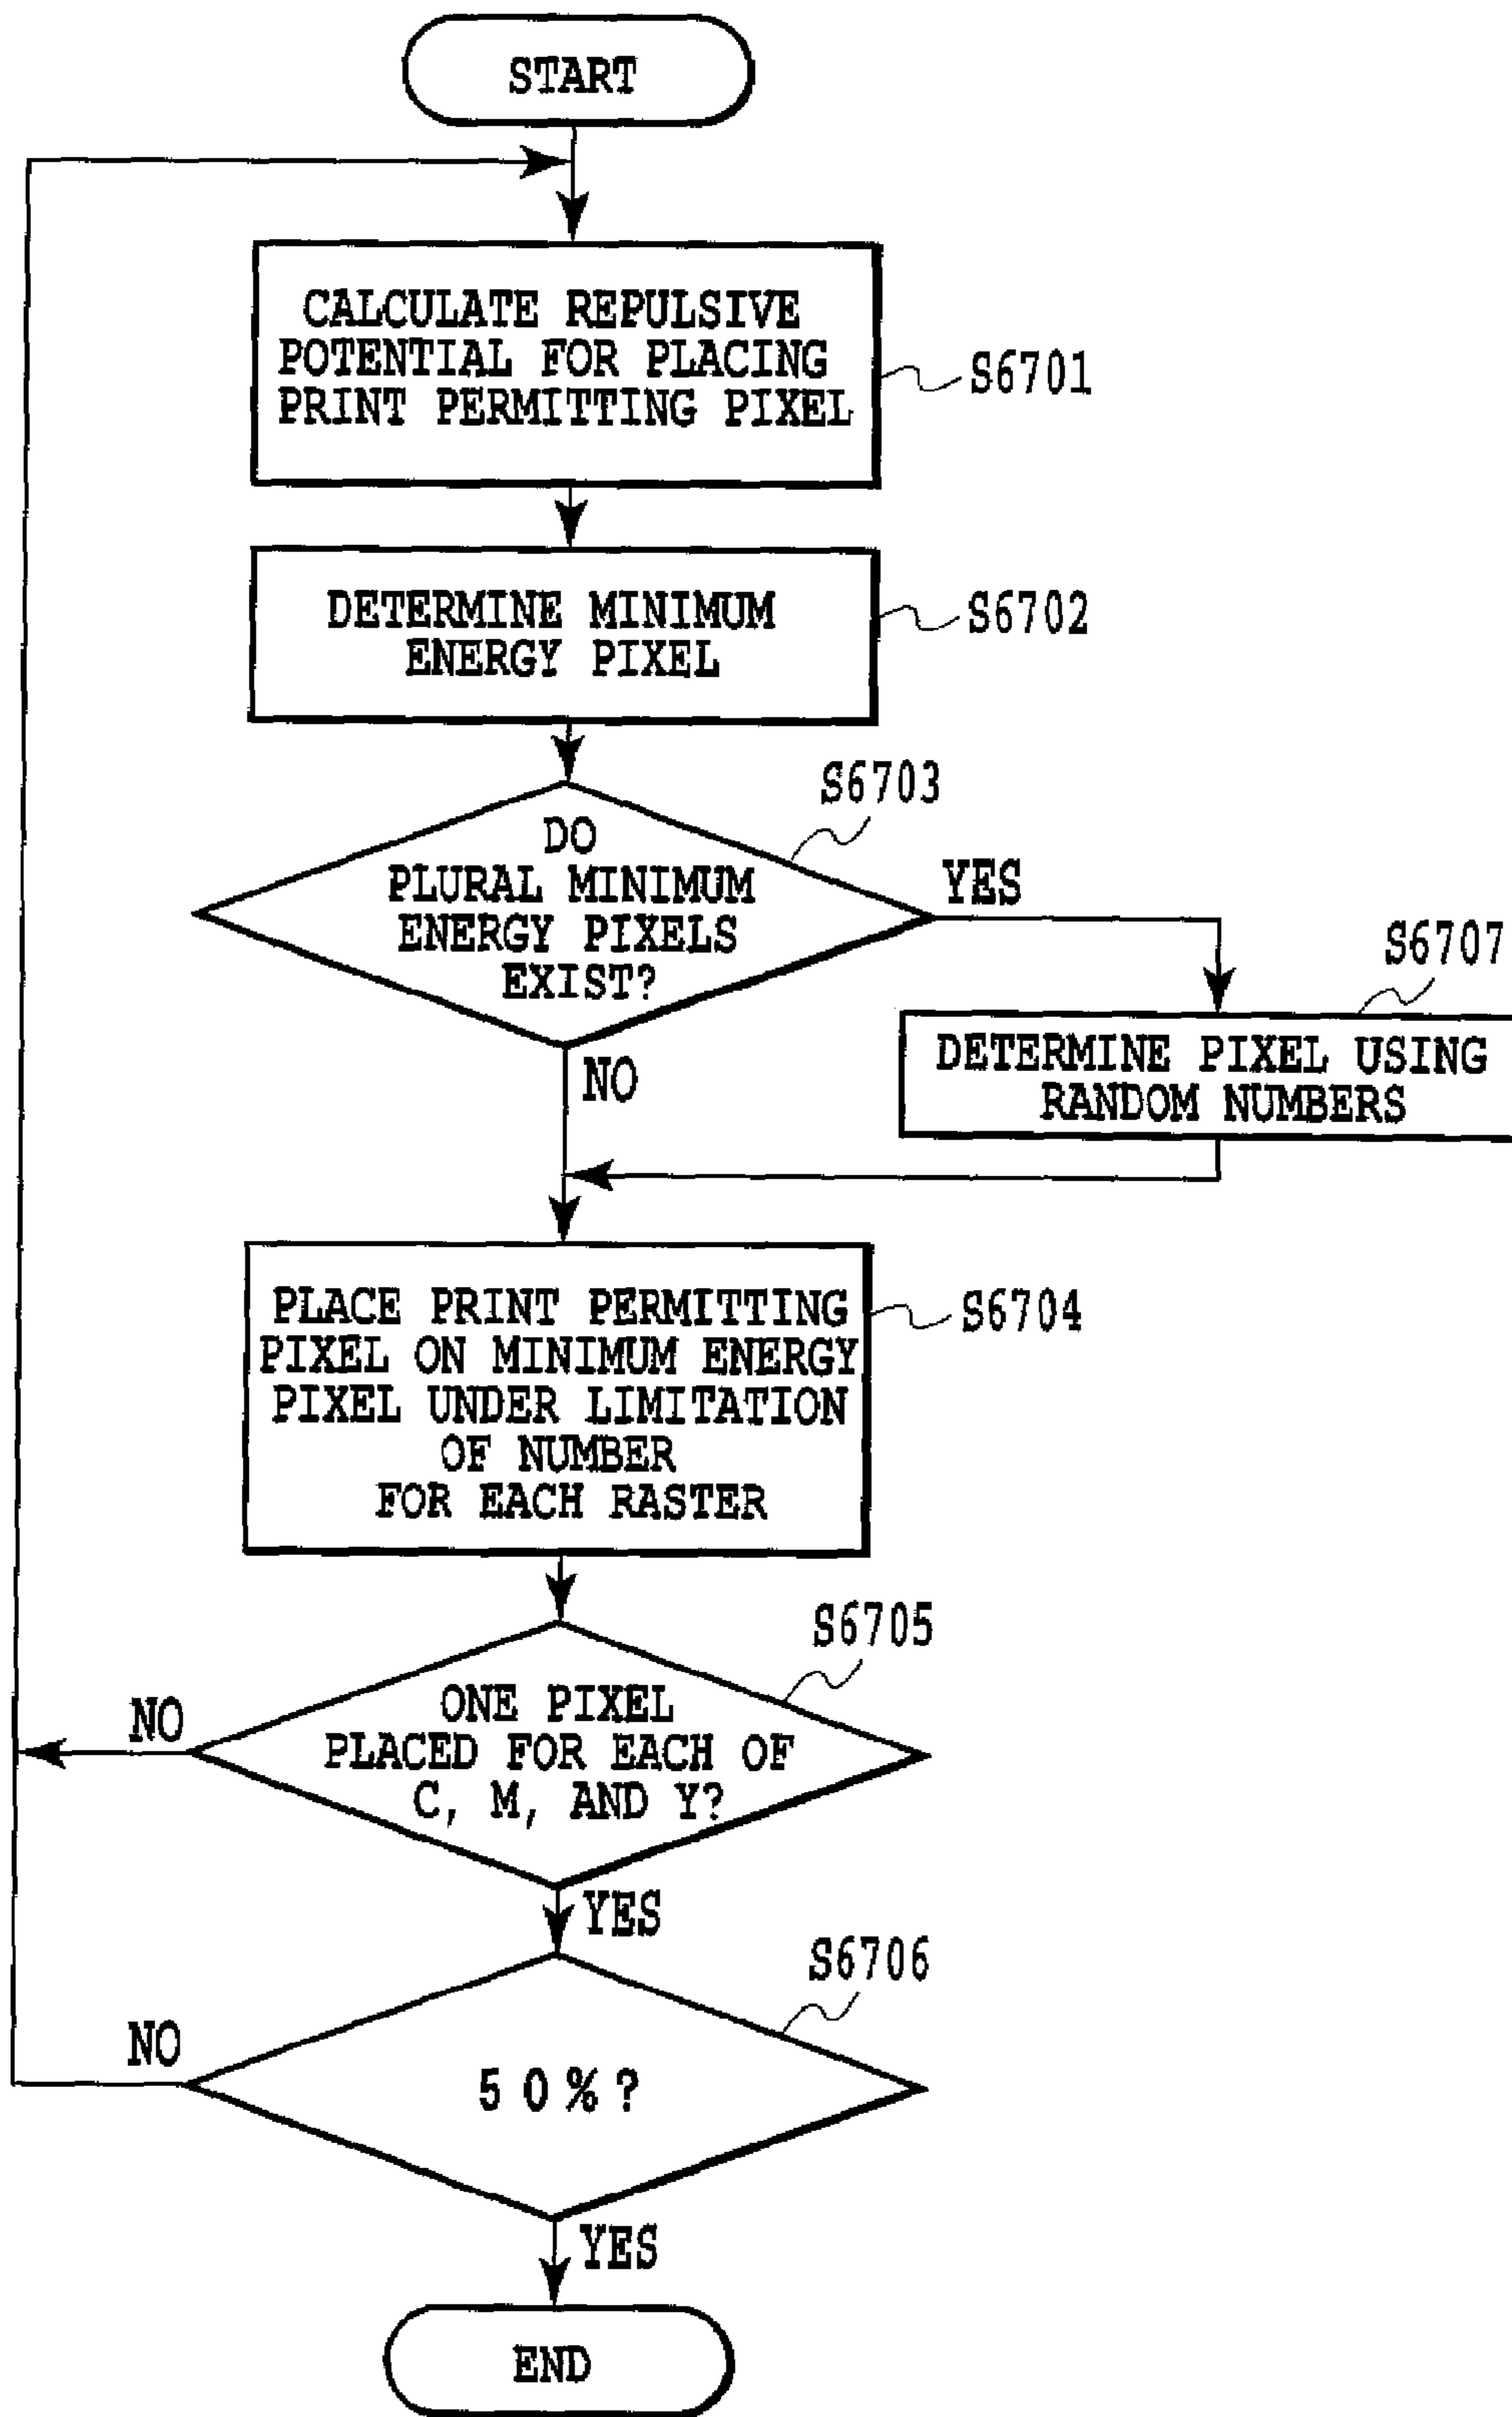 START
CALCULATE REPULSIVE
POTENTIAL FOR PLACING
PRINT PERMITTING PIXEL
S6701
DETERMINE MINIMUM
ENERGY PIXEL
S6702
S6703
DO
PLURAL MINIMUM
ENERGY PIXELS
EXIST?
YES
NO
S6707
DETERMINE PIXEL USING
RANDOM NUMBERS
PLACE PRINT PERMITTING
PIXEL ON MINIMUM ENERGY
PIXEL UNDER LIMITATION
OF NUMBER
FOR EACH RASTER
S6704
S6705
ONE PIXEL
PLACED FOR EACH OF
C, M, AND Y?
NO
YES
S6706
50%?
NO
YES
END